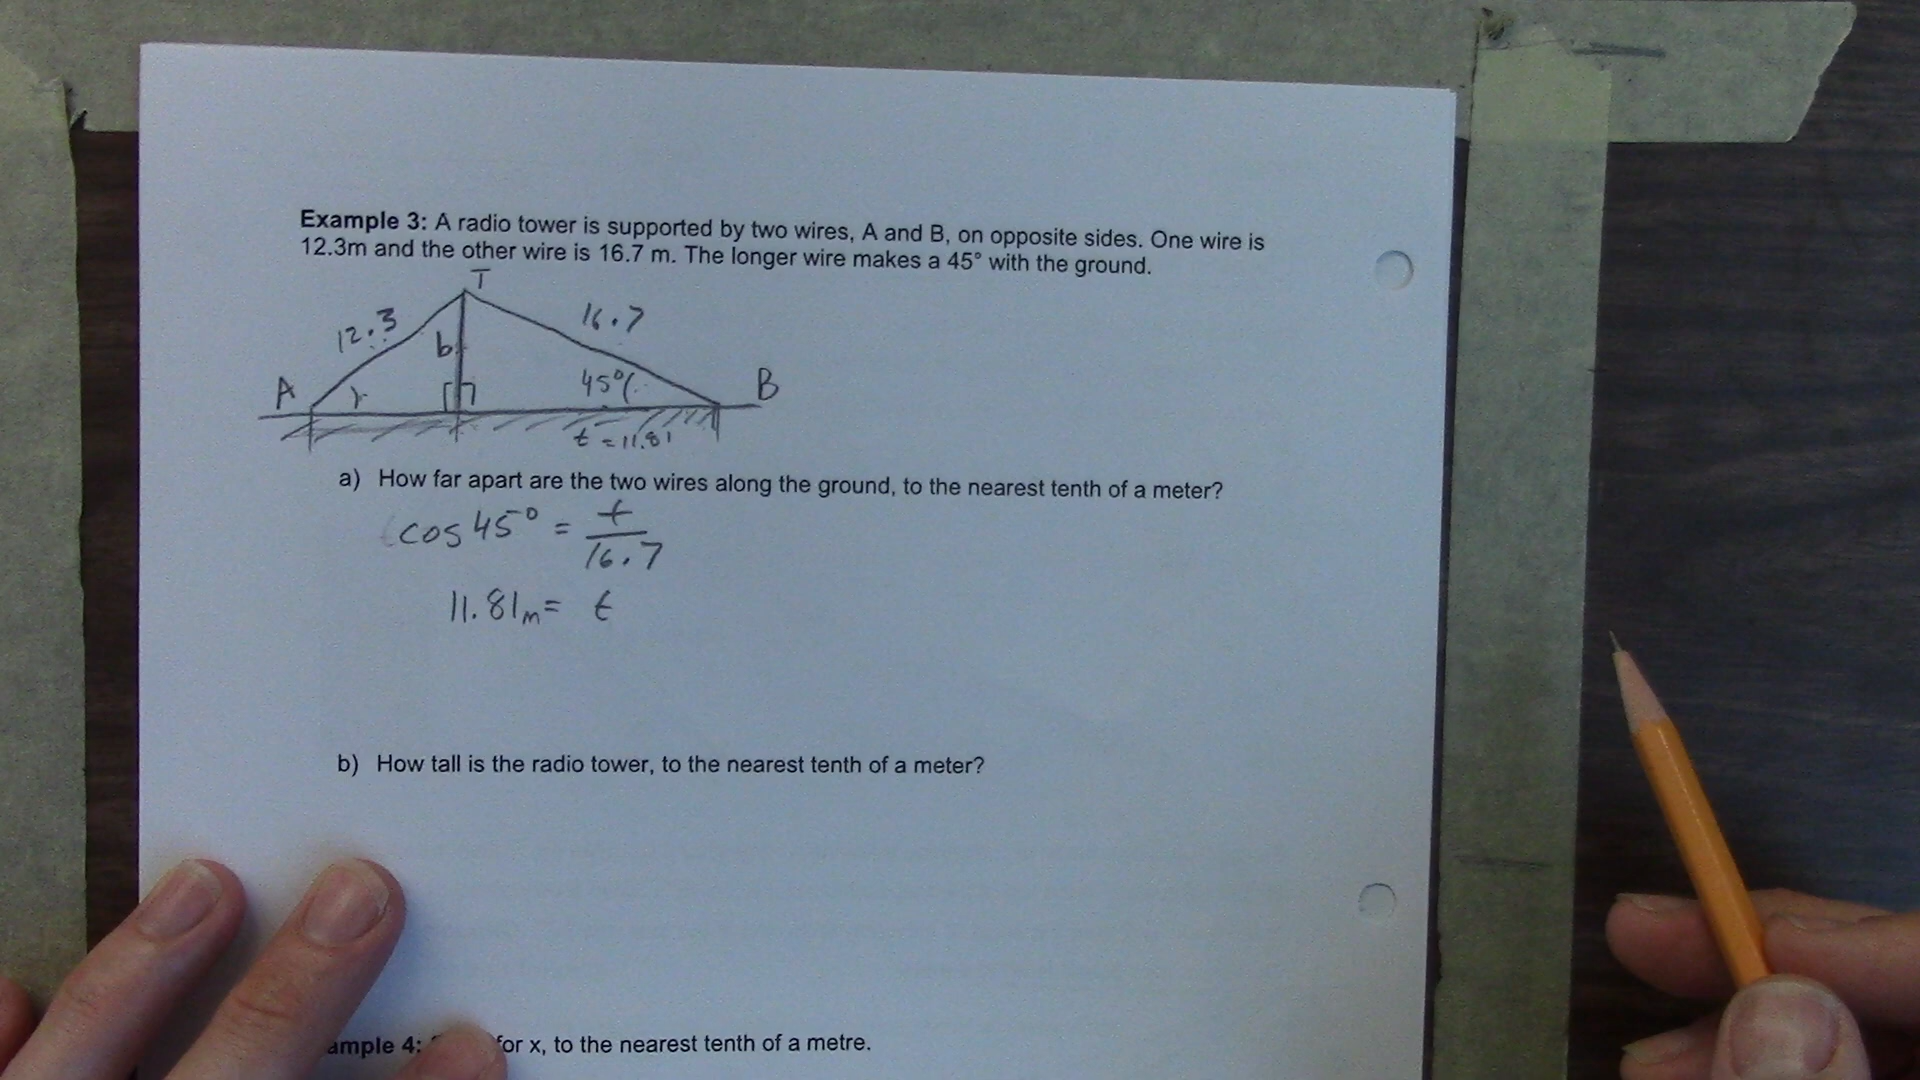 Example 3: A radio tower is supported by two wires, A and B, on opposite sides. One wire is
12.3m and the other wire is 16.7 m. The longer wire makes a 45° with the ground.
T
12.3
16.7
b
A
45°
B
t = 11.81
a) How far apart are the two wires along the ground, to the nearest tenth of a meter?
cos 45° = t
16.7
11.81m = t
b) How tall is the radio tower, to the nearest tenth of a meter?
ample 4:
for x, to the nearest tenth of a metre.